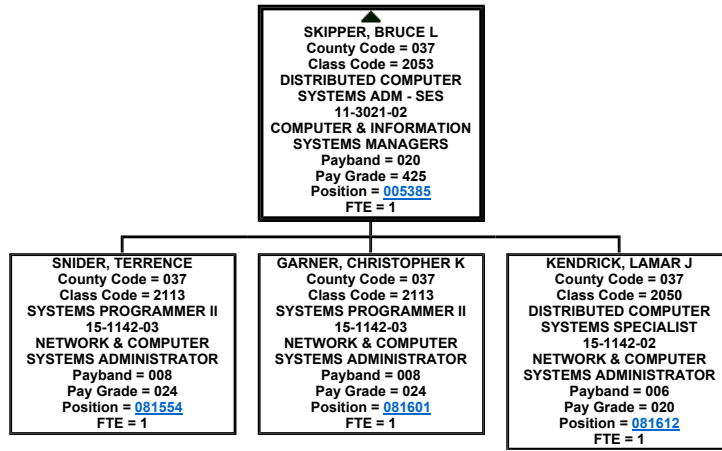 SKIPPER, BRUCE L
County Code = 037
Class Code = 2053
DISTRIBUTED COMPUTER
SYSTEMS ADM - SES
11-3021-02
COMPUTER & INFORMATION
SYSTEMS MANAGERS
Payband = 020
Pay Grade = 425
Position = 005385
FTE = 1
SNIDER, TERRENCE
County Code = 037
Class Code = 2113
SYSTEMS PROGRAMMER II
15-1142-03
NETWORK & COMPUTER
SYSTEMS ADMINISTRATOR
Payband = 008
Pay Grade = 024
Position = 081554
FTE = 1
GARNER, CHRISTOPHER K
County Code = 037
Class Code = 2113
SYSTEMS PROGRAMMER II
15-1142-03
NETWORK & COMPUTER
SYSTEMS ADMINISTRATOR
Payband = 008
Pay Grade = 024
Position = 081601
FTE = 1
KENDRICK, LAMAR J
County Code = 037
Class Code = 2050
DISTRIBUTED COMPUTER
SYSTEMS SPECIALIST
15-1142-02
NETWORK & COMPUTER
SYSTEMS ADMINISTRATOR
Payband = 006
Pay Grade = 020
Position = 081612
FTE = 1